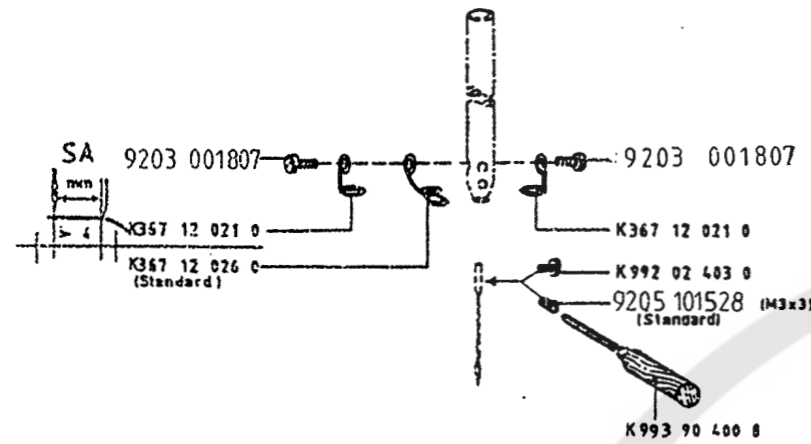 SA
9203 001807
: 9203 001807
mm
K367 12 021 0
K367 12 021 0
K367 12 026 0
(Standard)
K992 02 403 0
9205 101528 (M3x3)
(Standard)
K993 90 400 8